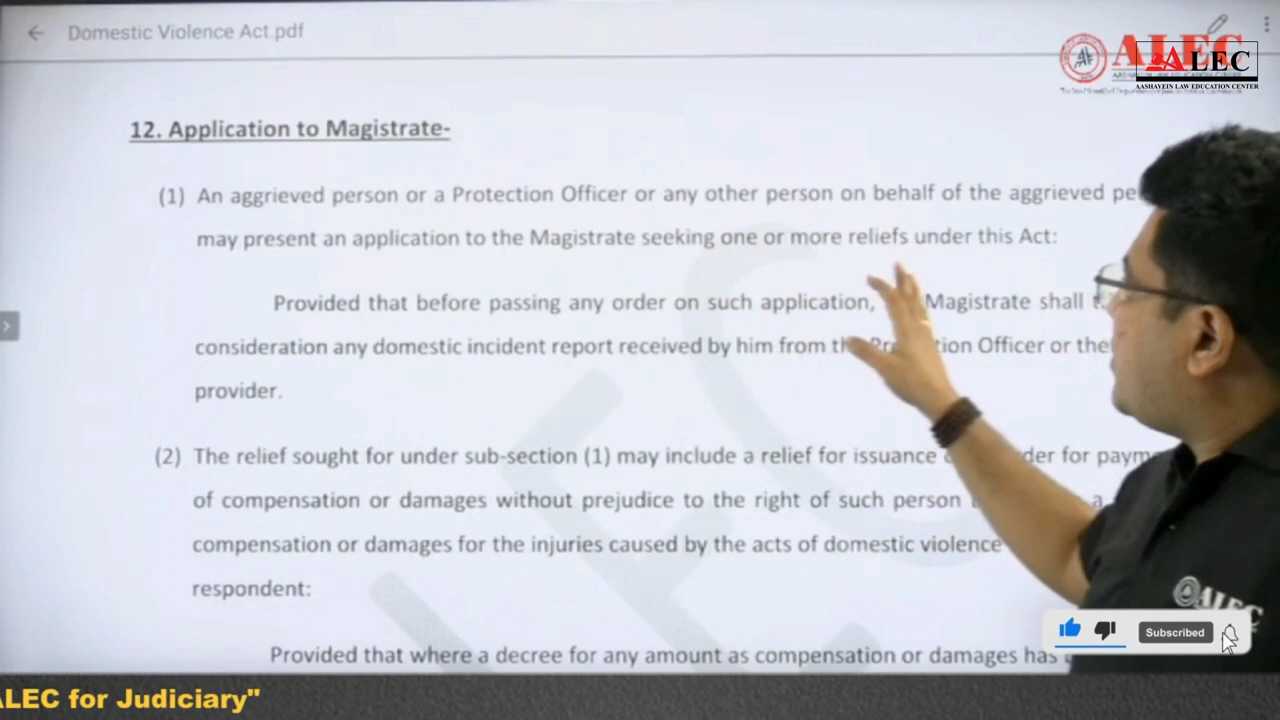 Domestic Violence Act.pdf
ALEC
ALEC
AASHAYEIN LAW EDUCATION CENTER
12. Application to Magistrate-
(1) An aggrieved person or a Protection Officer or any other person on behalf of the aggrieved pe
may present an application to the Magistrate seeking one or more reliefs under this Act:
Provided that before passing any order on such application, Magistrate shall
consideration any domestic incident report received by him from Officer or the
provider.
(2) The relief sought for under sub-section (1) may include a relief for issuance der for paym
of compensation or damages without prejudice to the right of such person a
compensation or damages for the injuries caused by the acts of domestic violence
respondent:
ALEC
Subscribed
Provided that where a decree for any amount as compensation or damages has
ALEC for Judiciary"